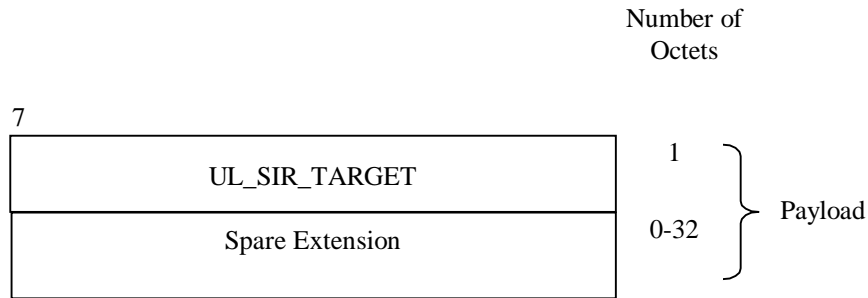 Number of
Octets
7
UL_SIR_TARGET
1
Spare Extension
0-32
Payload